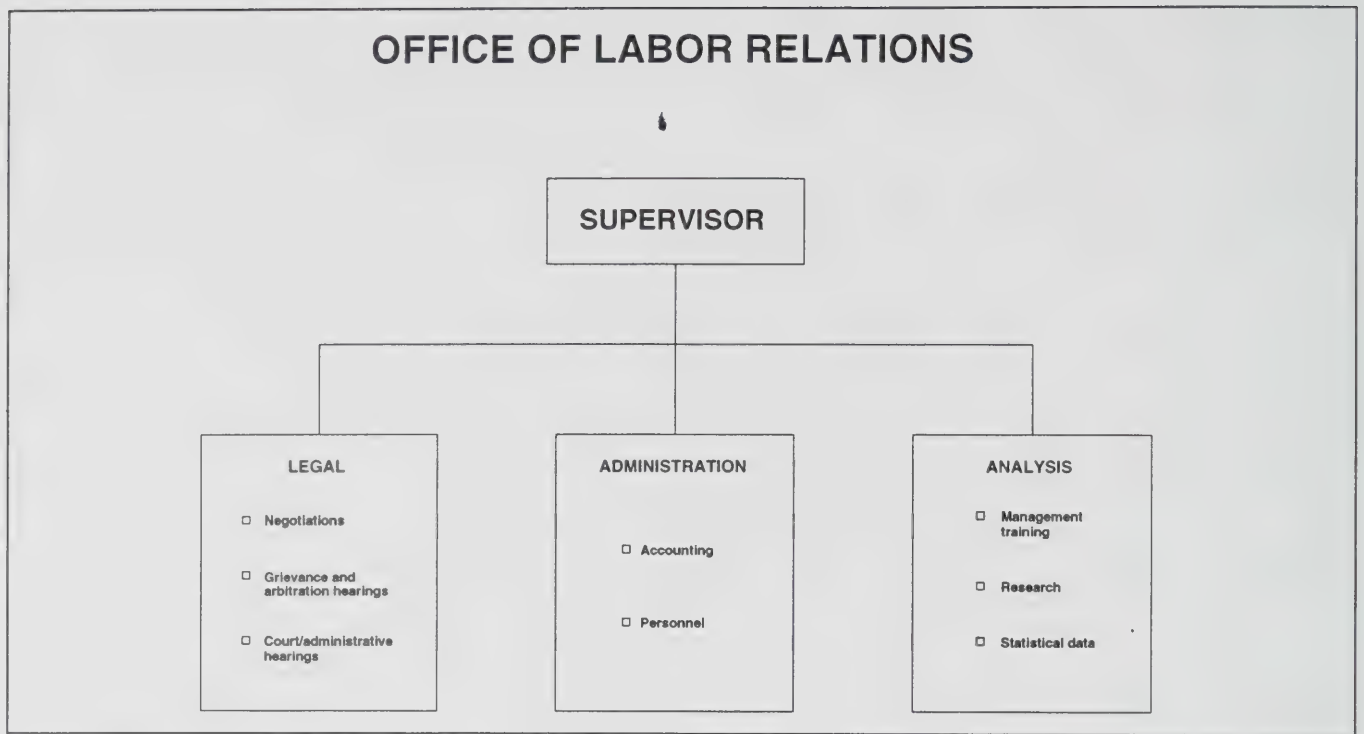 OFFICE OF LABOR RELATIONS
SUPERVISOR
LEGAL
□ Negotiations
□ Grievance and
arbitration hearings
□ Court/administrative
hearings
ADMINISTRATION
□ Accounting
□ Personnel
ANALYSIS
□ Management
training
□ Research
□ Statistical data